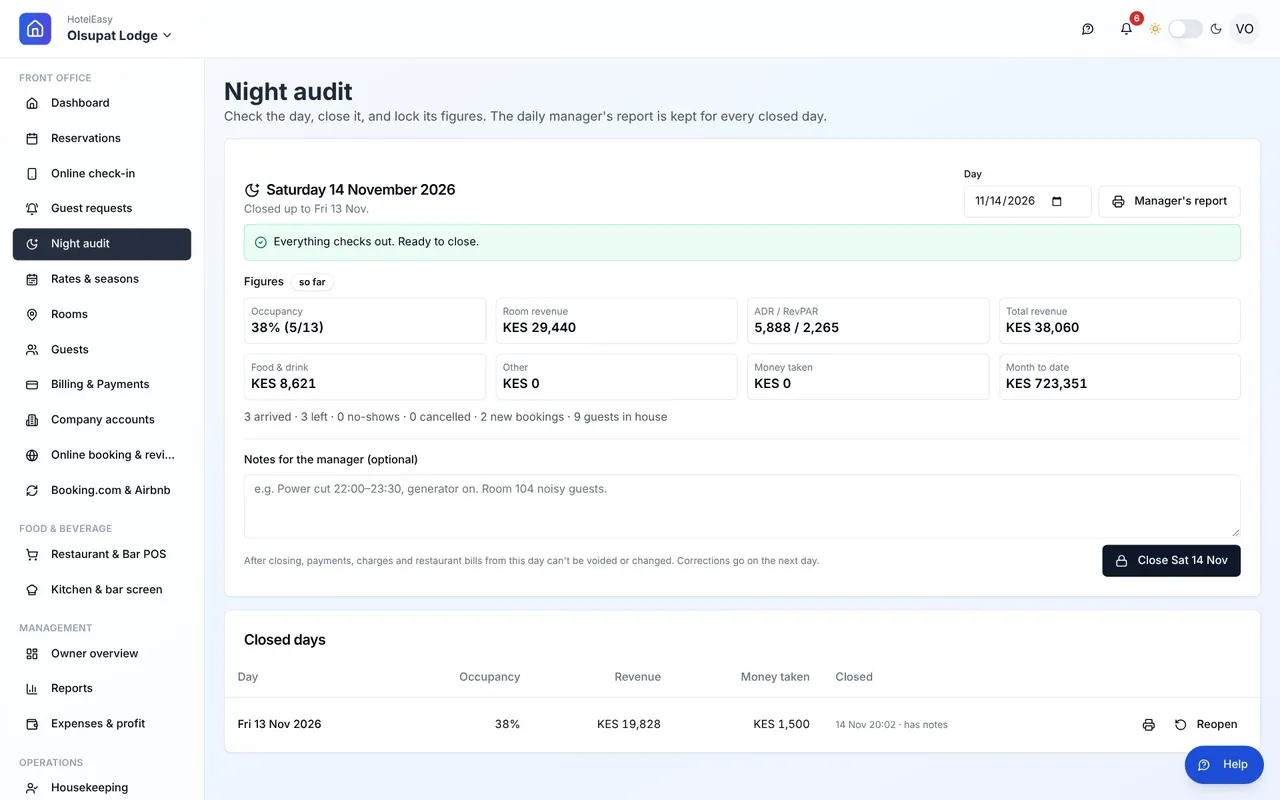 HotelEasy
Olsupat Lodge
6
VO
FRONT OFFICE
Dashboard
Reservations
Online check-in
Guest requests
Night audit
Rates & seasons
Rooms
Guests
Billing & Payments
Company accounts
Online booking & revi...
Booking.com & Airbnb
FOOD & BEVERAGE
Restaurant & Bar POS
Kitchen & bar screen
MANAGEMENT
Owner overview
Reports
Expenses & profit
OPERATIONS
Housekeeping
Night audit
Check the day, close it, and lock its figures. The daily manager's report is kept for every closed day.
Saturday 14 November 2026
Closed up to Fri 13 Nov.
Day
11/14/2026
Manager's report
Everything checks out. Ready to close.
Figures so far
Occupancy
38% (5/13)
Room revenue
KES 29,440
ADR / RevPAR
5,888 / 2,265
Total revenue
KES 38,060
Food & drink
KES 8,621
Other
KES 0
Money taken
KES 0
Month to date
KES 723,351
3 arrived · 3 left · 0 no-shows · 0 cancelled · 2 new bookings · 9 guests in house
Notes for the manager (optional)
e.g. Power cut 22:00–23:30, generator on. Room 104 noisy guests.
After closing, payments, charges and restaurant bills from this day can't be voided or changed. Corrections go on the next day.
Close Sat 14 Nov
Closed days
Day Occupancy Revenue Money taken Closed
Fri 13 Nov 2026 38% KES 19,828 KES 1,500 14 Nov 20:02 · has notes Reopen
Help